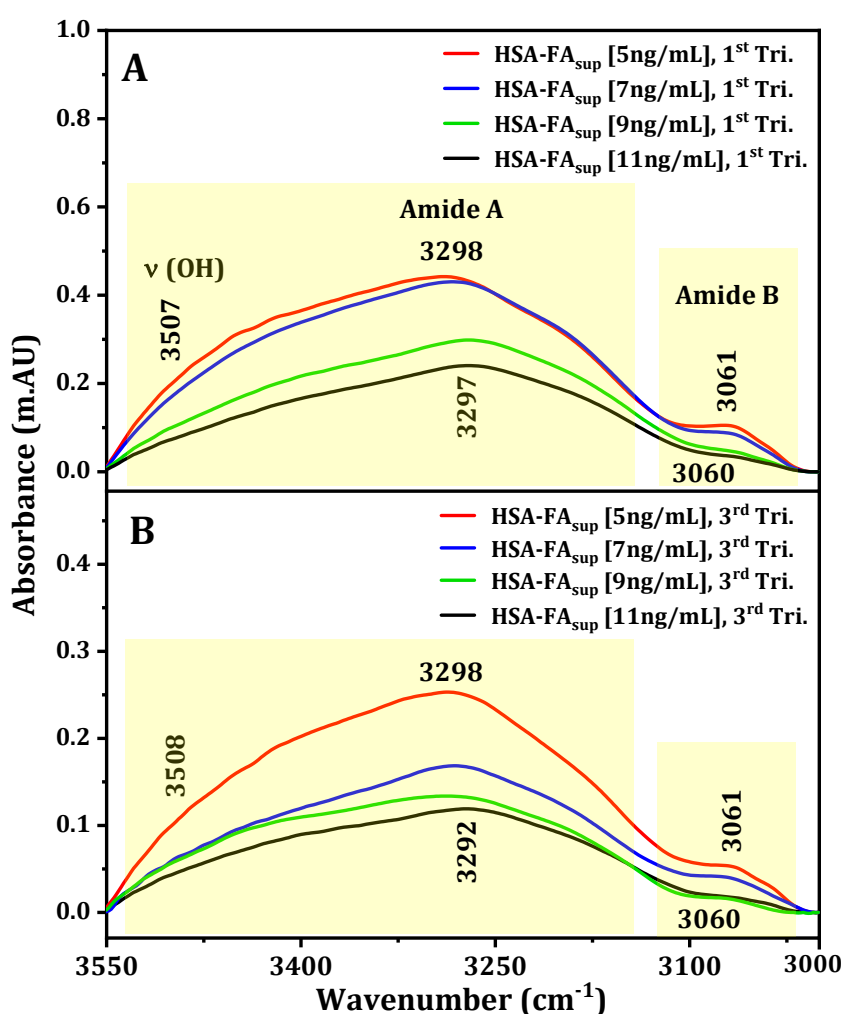 1.0
A
HSA-FAsup [5ng/mL], 1st Tri.
HSA-FAsup [7ng/mL], 1st Tri.
HSA-FAsup [9ng/mL], 1st Tri.
HSA-FAsup [11ng/mL], 1st Tri.
0.8
0.6
Amide A
3298
ν (OH)
3507
Amide B
0.4
3061
3297
0.2
3060
0.0
B
HSA-FAsup [5ng/mL], 3rd Tri.
HSA-FAsup [7ng/mL], 3rd Tri.
HSA-FAsup [9ng/mL], 3rd Tri.
HSA-FAsup [11ng/mL], 3rd Tri.
0.4
0.3
3298
3508
0.2
3061
3292
0.1
3060
0.0
3550
3400
3250
3100
3000
Absorbance (m.AU)
Wavenumber (cm-1)